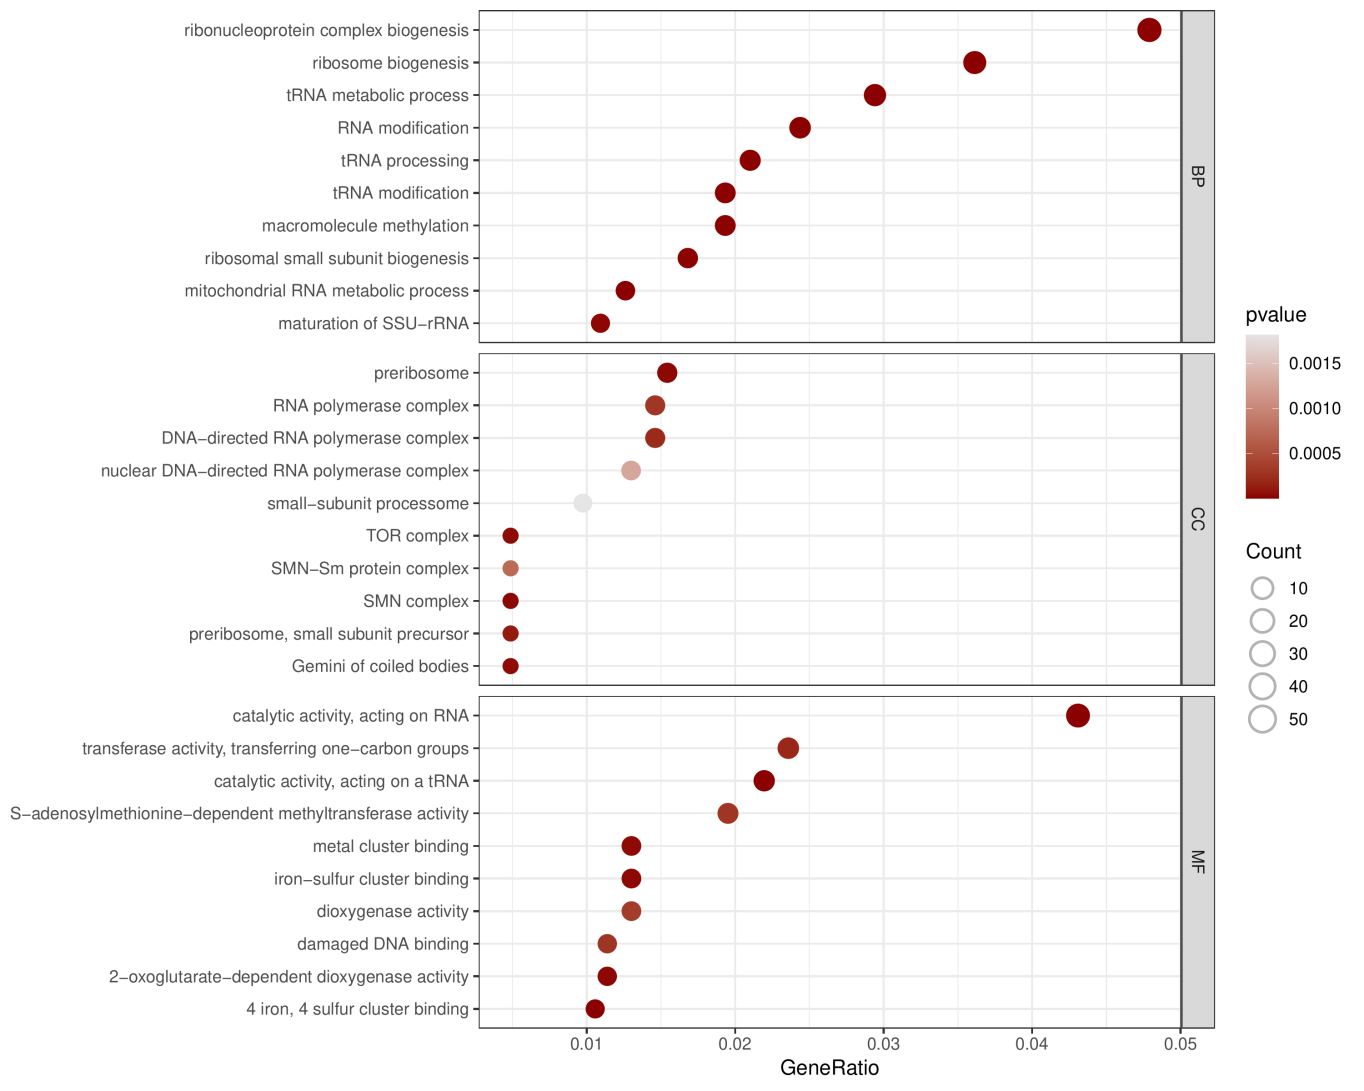 ribonucleoprotein complex biogenesis
ribosome biogenesis
tRNA metabolic process
RNA modification
tRNA processing
tRNA modification
macromolecule methylation
ribosomal small subunit biogenesis
mitochondrial RNA metabolic process
maturation of SSU−rRNA
BP
preribosome
RNA polymerase complex
DNA−directed RNA polymerase complex
nuclear DNA−directed RNA polymerase complex
small−subunit processome
TOR complex
SMN−Sm protein complex
SMN complex
preribosome, small subunit precursor
Gemini of coiled bodies
CC
catalytic activity, acting on RNA
transferase activity, transferring one−carbon groups
catalytic activity, acting on a tRNA
S−adenosylmethionine−dependent methyltransferase activity
metal cluster binding
iron−sulfur cluster binding
dioxygenase activity
damaged DNA binding
2−oxoglutarate−dependent dioxygenase activity
4 iron, 4 sulfur cluster binding
MF
0.01 0.02 0.03 0.04 0.05
GeneRatio
pvalue
0.0015
0.0010
0.0005
Count
10
20
30
40
50